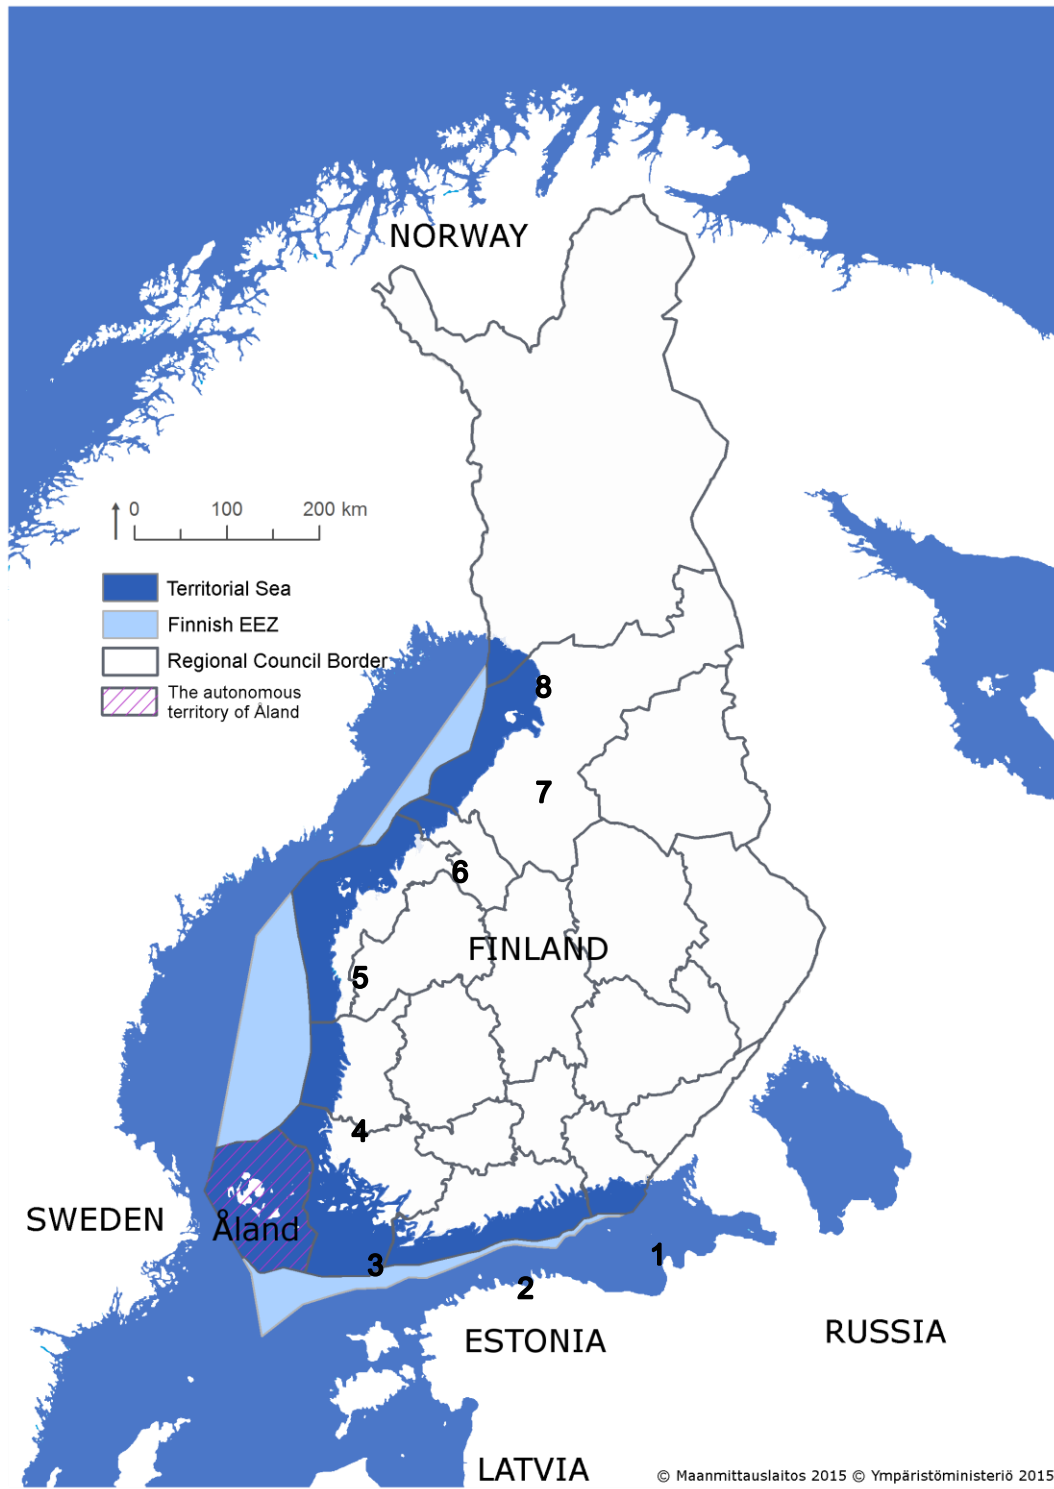 NORWAY
0 100 200 km
Territorial Sea
Finnish EEZ
Regional Council Border
The autonomous
territory of Åland
8
7
6
FINLAND
5
4
SWEDEN
Åland
1
3
2
ESTONIA
RUSSIA
LATVIA
© Maanmittauslaitos 2015 © Ympäristöministeriö 2015